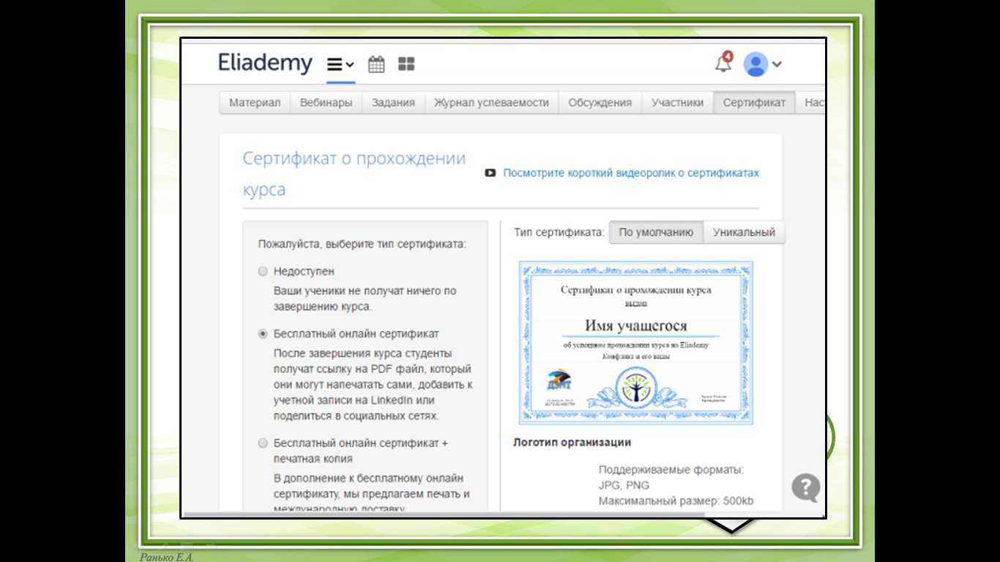 Eliademy
4
Материал Вебинары Задания Журнал успеваемости Обсуждения Участники Сертификат Нас
Сертификат о прохождении
курса
Посмотрите короткий видеоролик о сертификатах
Пожалуйста, выберите тип сертификата:
Недоступен
Ваши ученики не получат ничего по
завершению курса.
Бесплатный онлайн сертификат
После завершения курса студенты
получат ссылку на PDF файл, который
они могут напечатать сами, добавить к
учетной записи на LinkedIn или
поделиться в социальных сетях.
Бесплатный онлайн сертификат +
печатная копия
В дополнение к бесплатному онлайн
сертификату, мы предлагаем печать и
международную доставку
Тип сертификата: По умолчанию Уникальный
Сертификат о прохождении курса
выдан
Имя учащегося
об успешном прохождении курса на Eliademy
Конфликт и его виды
Логотип организации
Поддерживаемые форматы:
JPG, PNG
Максимальный размер: 500kb
?
Ранько Е.А.